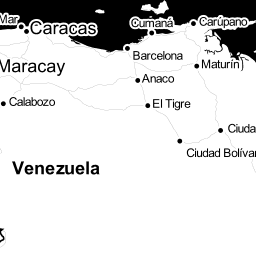 Mar
Caracas
Cumaná
Carúpano
Barcelona
Maturín
Maracay
Anaco
Calabozo
El Tigre
Ciuda
Ciudad Bolívar
Venezuela